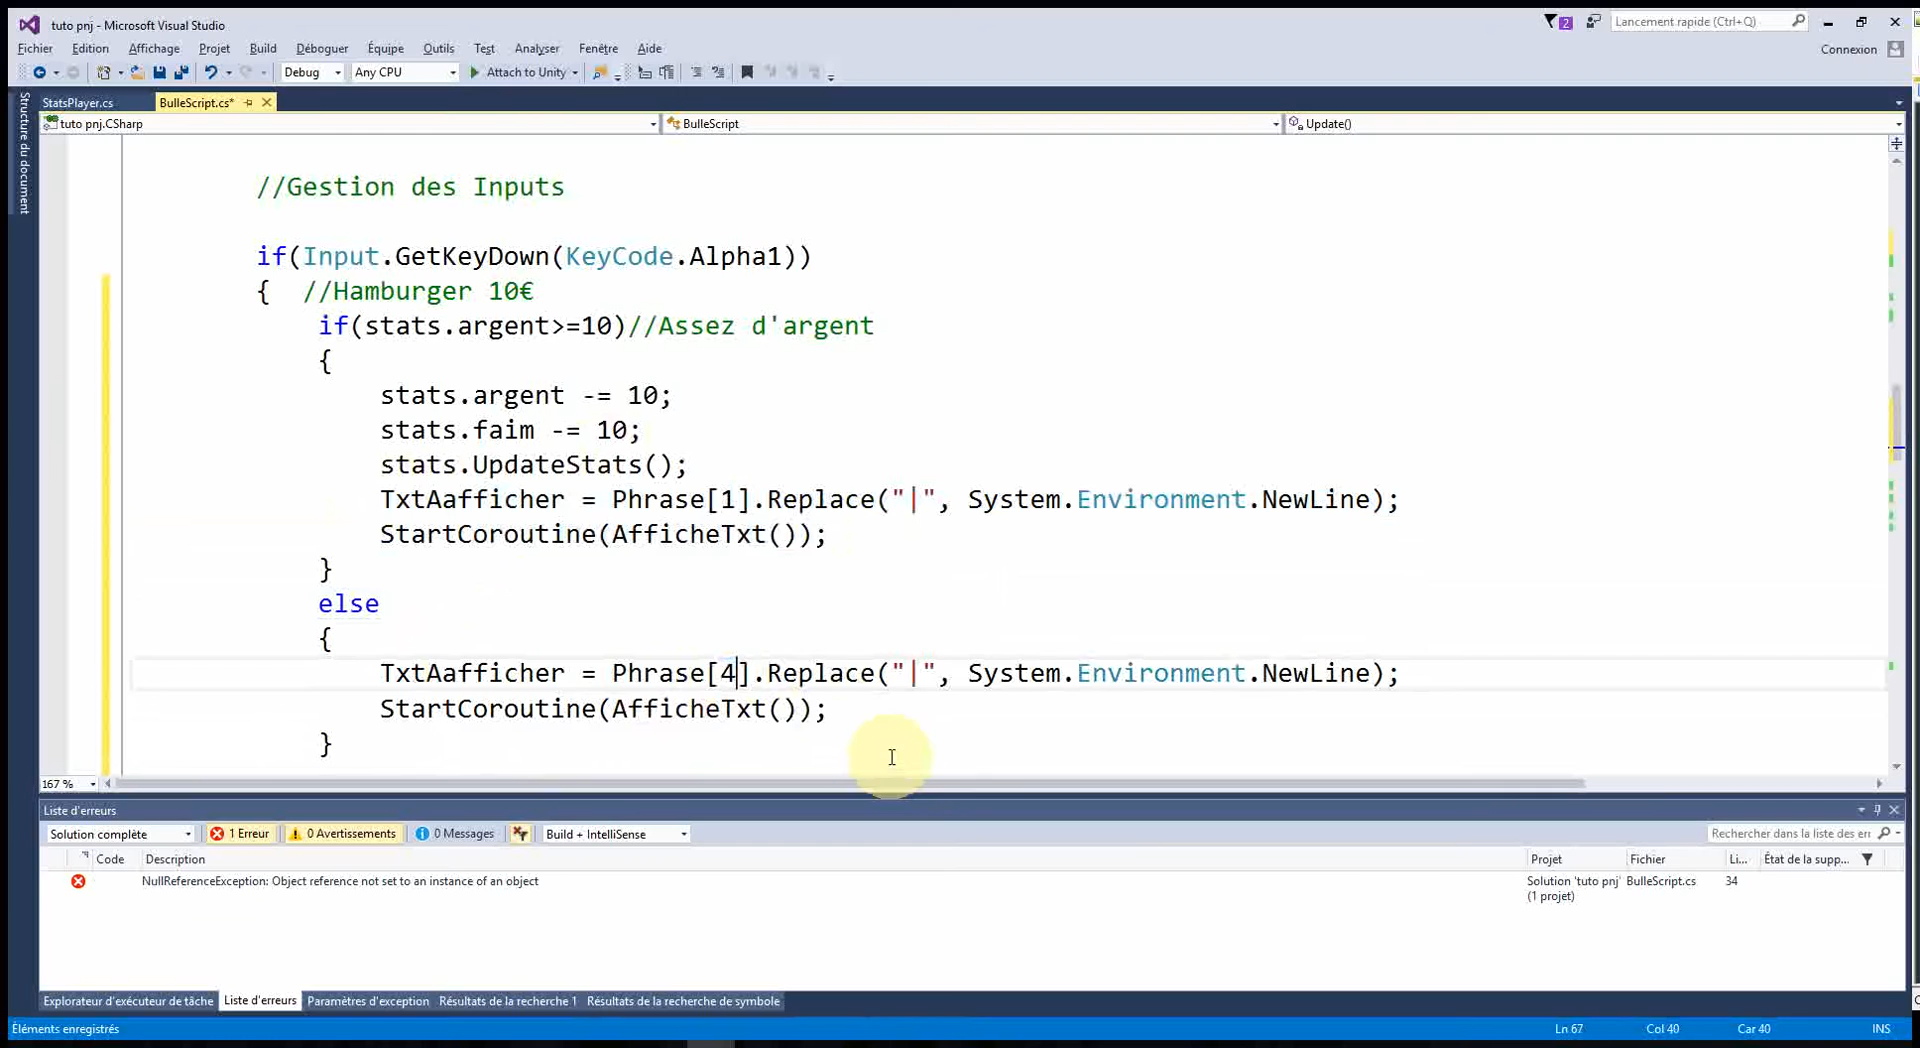 tuto pnj - Microsoft Visual Studio
2
Lancement rapide (Ctrl+Q)
Fichier Edition Affichage Projet Build Déboguer Équipe Outils Test Analyser Fenêtre Aide
Connexion
Debug Any CPU Attach to Unity
StatsPlayer.cs BulleScript.cs*
tuto pnj.CSharp BulleScript Update()
Structure du document
//Gestion des Inputs
if(Input.GetKeyDown(KeyCode.Alpha1))
{ //Hamburger 10€
if(stats.argent>=10)//Assez d'argent
{
stats.argent -= 10;
stats.faim -= 10;
stats.UpdateStats();
TxtAafficher = Phrase[1].Replace("|", System.Environment.NewLine);
StartCoroutine(AfficheTxt());
}
else
{
TxtAafficher = Phrase[4].Replace("|", System.Environment.NewLine);
StartCoroutine(AfficheTxt());
}
167 %
Liste d'erreurs
Solution complète 1 Erreur 0 Avertissements 0 Messages Build + IntelliSense Rechercher dans la liste des err
Code Description Projet Fichier Li... État de la supp...
NullReferenceException: Object reference not set to an instance of an object Solution 'tuto pnj' BulleScript.cs 34
(1 projet)
Explorateur d'exécuteur de tâche Liste d'erreurs Paramètres d'exception Résultats de la recherche 1 Résultats de la recherche de symbole
Éléments enregistrés Ln 67 Col 40 Car 40 INS